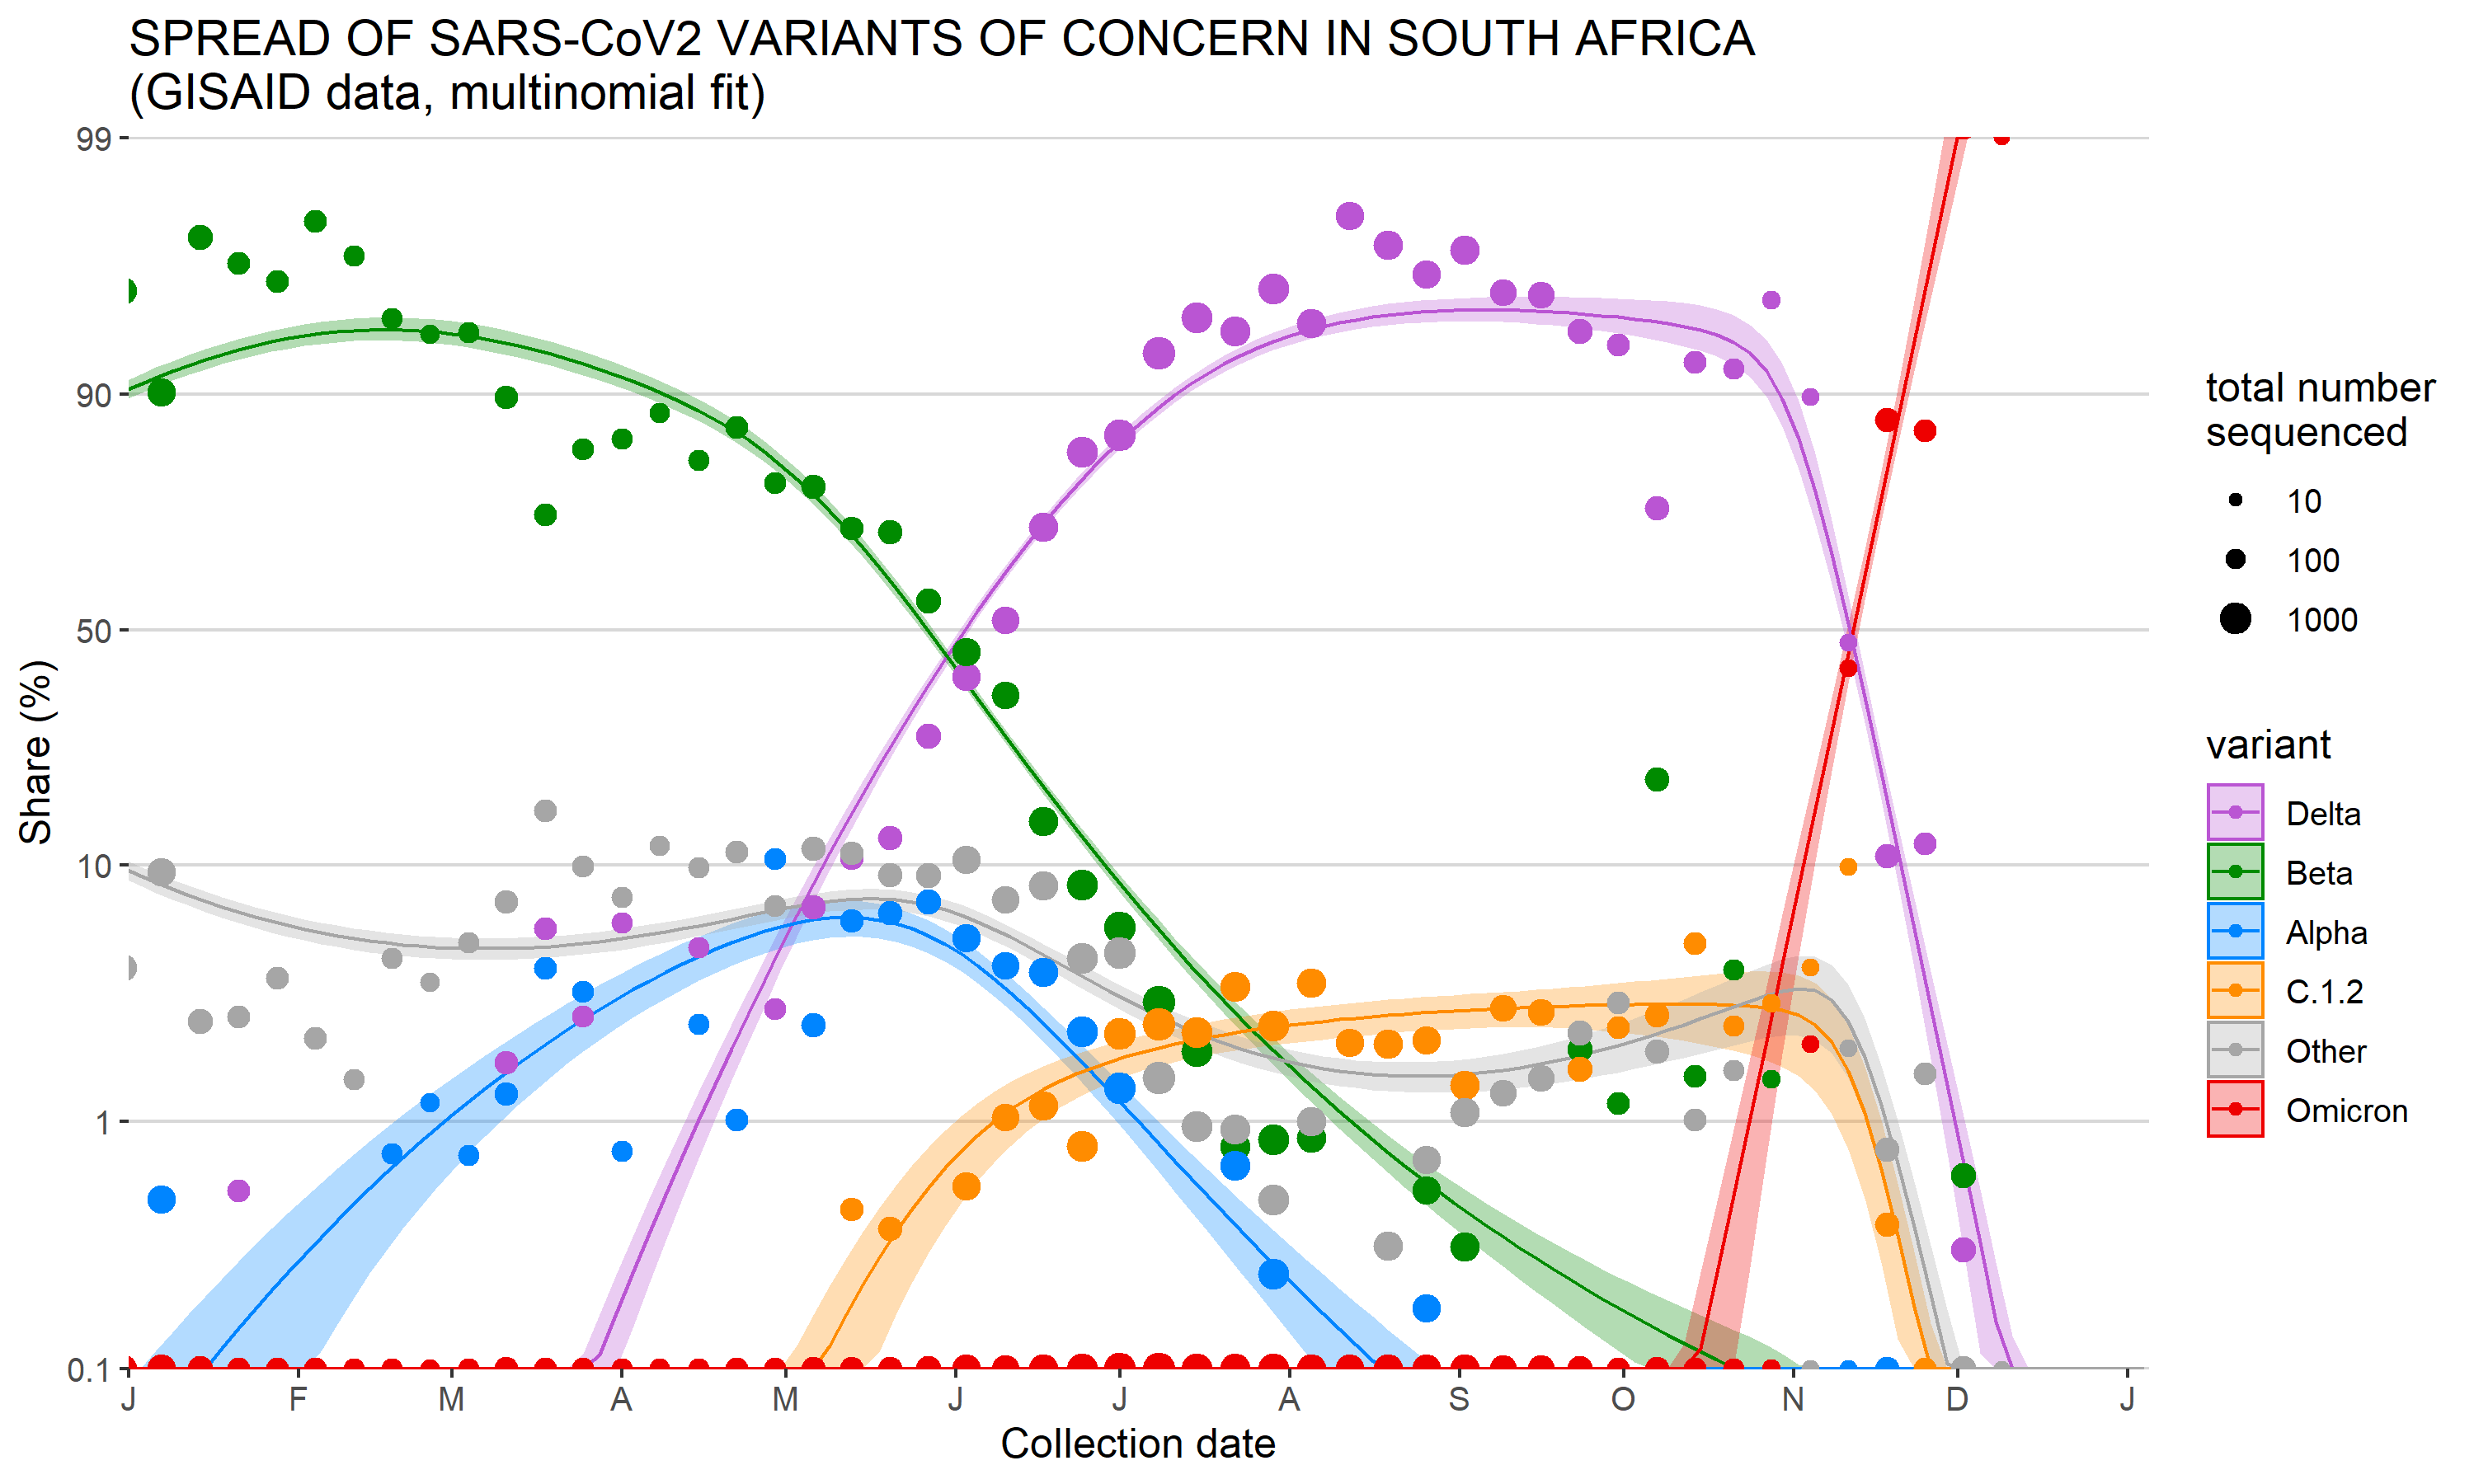 SPREAD OF SARS-CoV2 VARIANTS OF CONCERN IN SOUTH AFRICA
(GISAID data, multinomial fit)
99
90
50
10
1
0.1
Share (%)
J F M A M J J A S O N D J
Collection date
total number
sequenced
10
100
1000
variant
Delta
Beta
Alpha
C.1.2
Other
Omicron